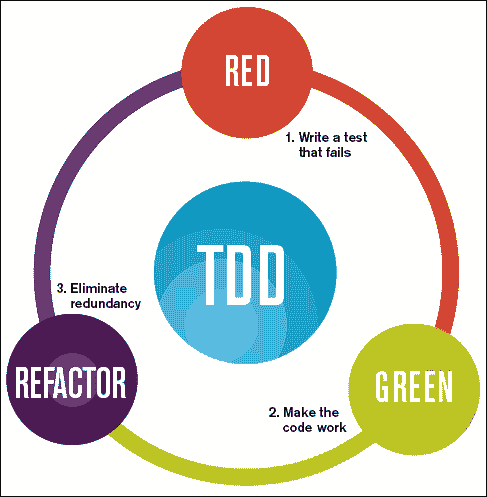 RED
1. Write a test
that fails
TDD
3. Eliminate
redundancy
REFACTOR
GREEN
2. Make the
code work